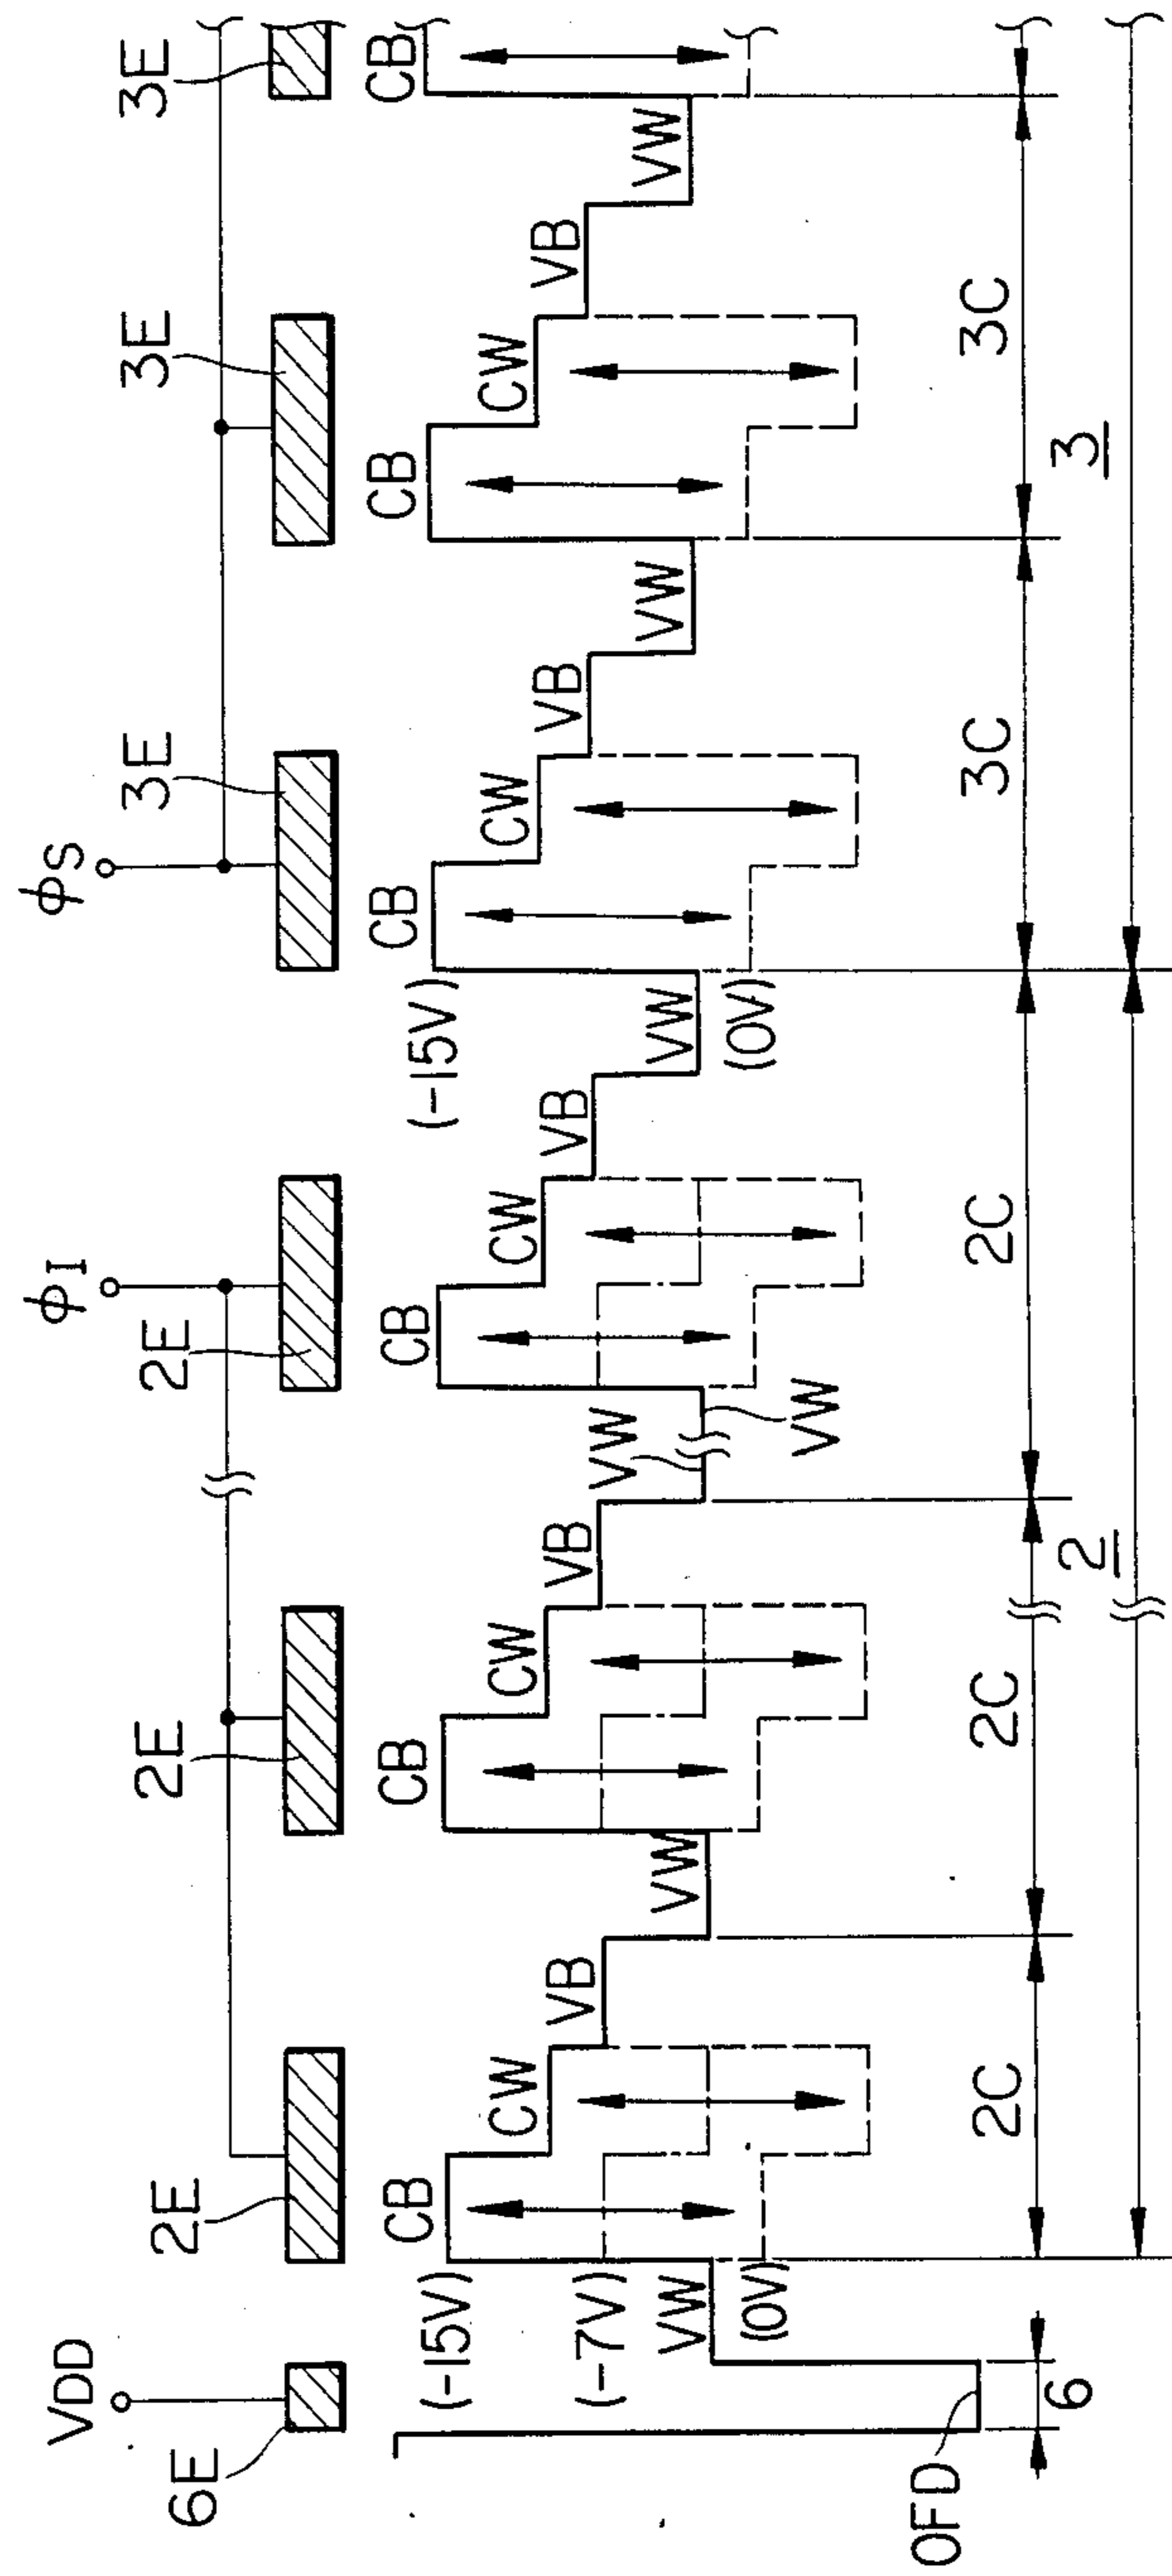 VDD φI φS
6E 2E 2E 2E 3E 3E 3E
CB CB CB CB CB CB
(-15V) (-15V)
CW CW CW CW CW
(-7V) VB VB VB VB VB VB
VW VW VW VW VW VW VW
(0V) VW (0V)
OFD
6 2C 2C 2C 3C 3C
2 3